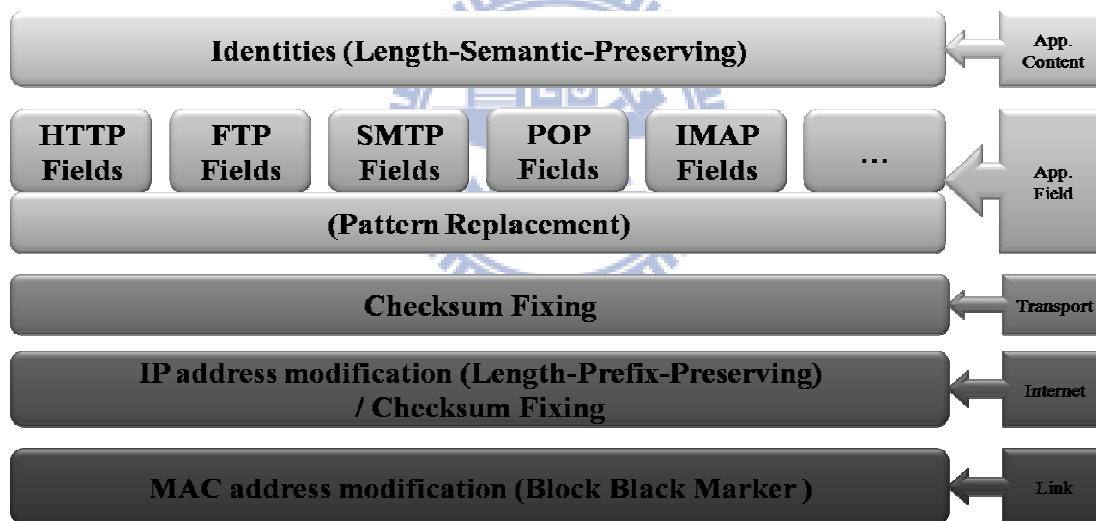 Identities (Length-Semantic-Preserving)
App.
Content
HTTP
Fields
FTP
Fields
SMTP
Fields
POP
Fields
IMAP
Fields
...
App.
Field
(Pattern Replacement)
Checksum Fixing
Transport
IP address modification (Length-Prefix-Preserving)
/ Checksum Fixing
Internet
MAC address modification (Block Black Marker )
Link